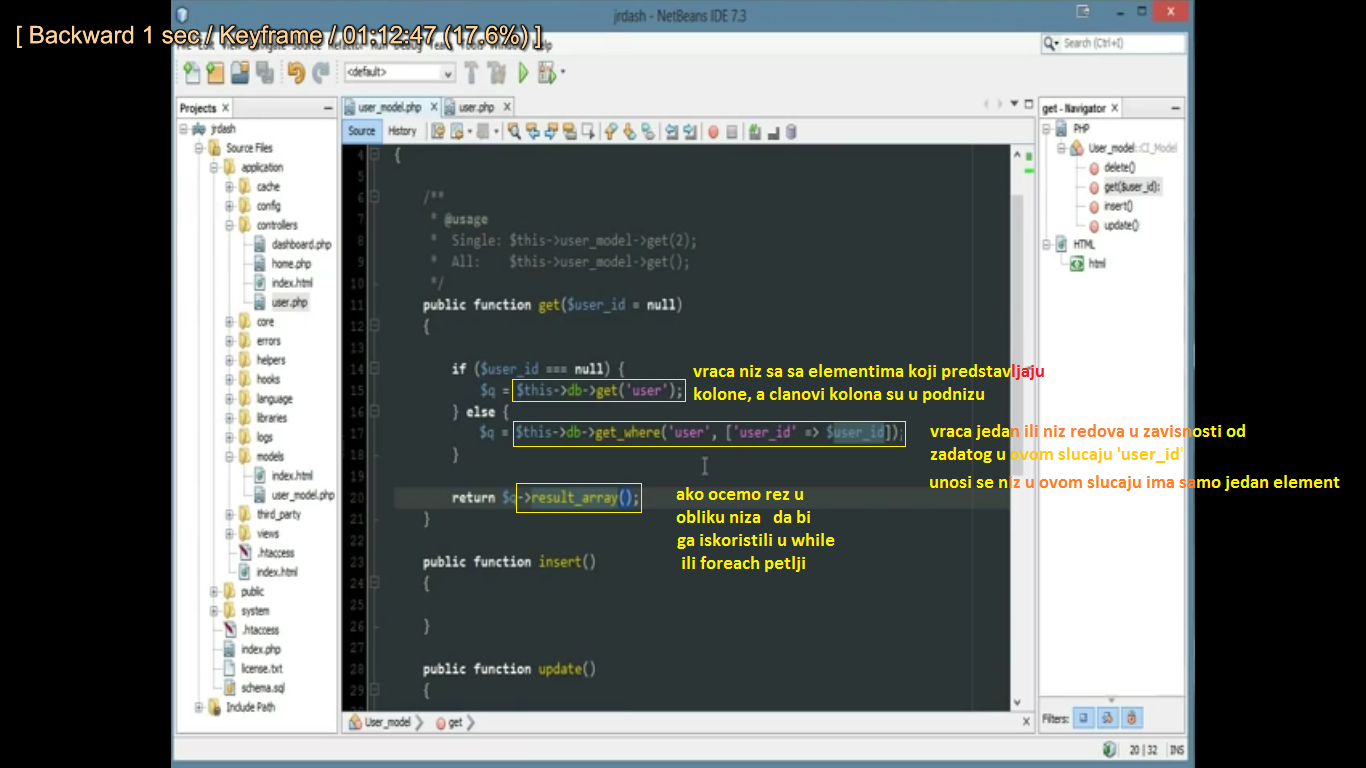 jrdash - NetBeans IDE 7.3
[ Backward 1 sec / Keyframe / 01:12:47 (17.6%) ]
Search (Ctrl+I)
<default>
Projects
user_model.php
user.php
get - Navigator
Source
History
jrdash
Source Files
application
cache
config
controllers
dashboard.php
home.php
index.html
user.php
core
errors
helpers
hooks
language
libraries
logs
models
index.html
user_model.php
third_party
views
.htaccess
index.html
public
system
.htaccess
index.php
license.txt
schema.sql
Include Path
4 {
5
6 /**
7 * @usage
8 * Single: $this->user_model->get(2);
9 * All: $this->user_model->get();
10 */
11 public function get($user_id = null)
12 {
13
14 if ($user_id === null) {
15 $q = $this->db->get('user');
16 } else {
17 $q = $this->db->get_where('user', ['user_id' => $user_id]);
18 }
19
20 return $q->result_array();
21 }
22
23 public function insert()
24 {
25
26 }
27
28 public function update()
29 {
vraca niz sa sa elementima koji predstavljaju
kolone, a clanovi kolona su u podnizu
vraca jedan ili niz redova u zavisnosti od
zadatog u ovom slucaju 'user_id'
unosi se niz u ovom slucaju ima samo jedan element
ako ocemo rez u
obliku niza da bi
ga iskoristili u while
ili foreach petlji
PHP
User_model::CI_Model
delete()
get($user_id):
insert()
update()
HTML
html
User_model
get
Filters:
20 | 32
INS